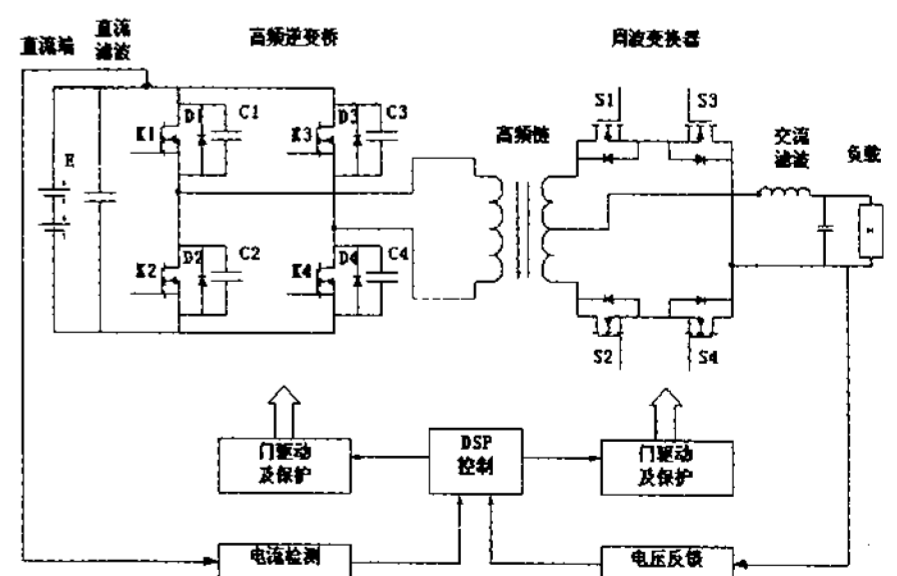 直流端
直流
滤波
高频逆变桥
周波变换器
S1
S3
D1
C1
D3
C3
K1
K3
高频链
交流
滤波
负载
E
D2
C2
D4
C4
K2
K4
S2
S4
门驱动
及保护
DSP
控制
门驱动
及保护
电流检测
电压反馈